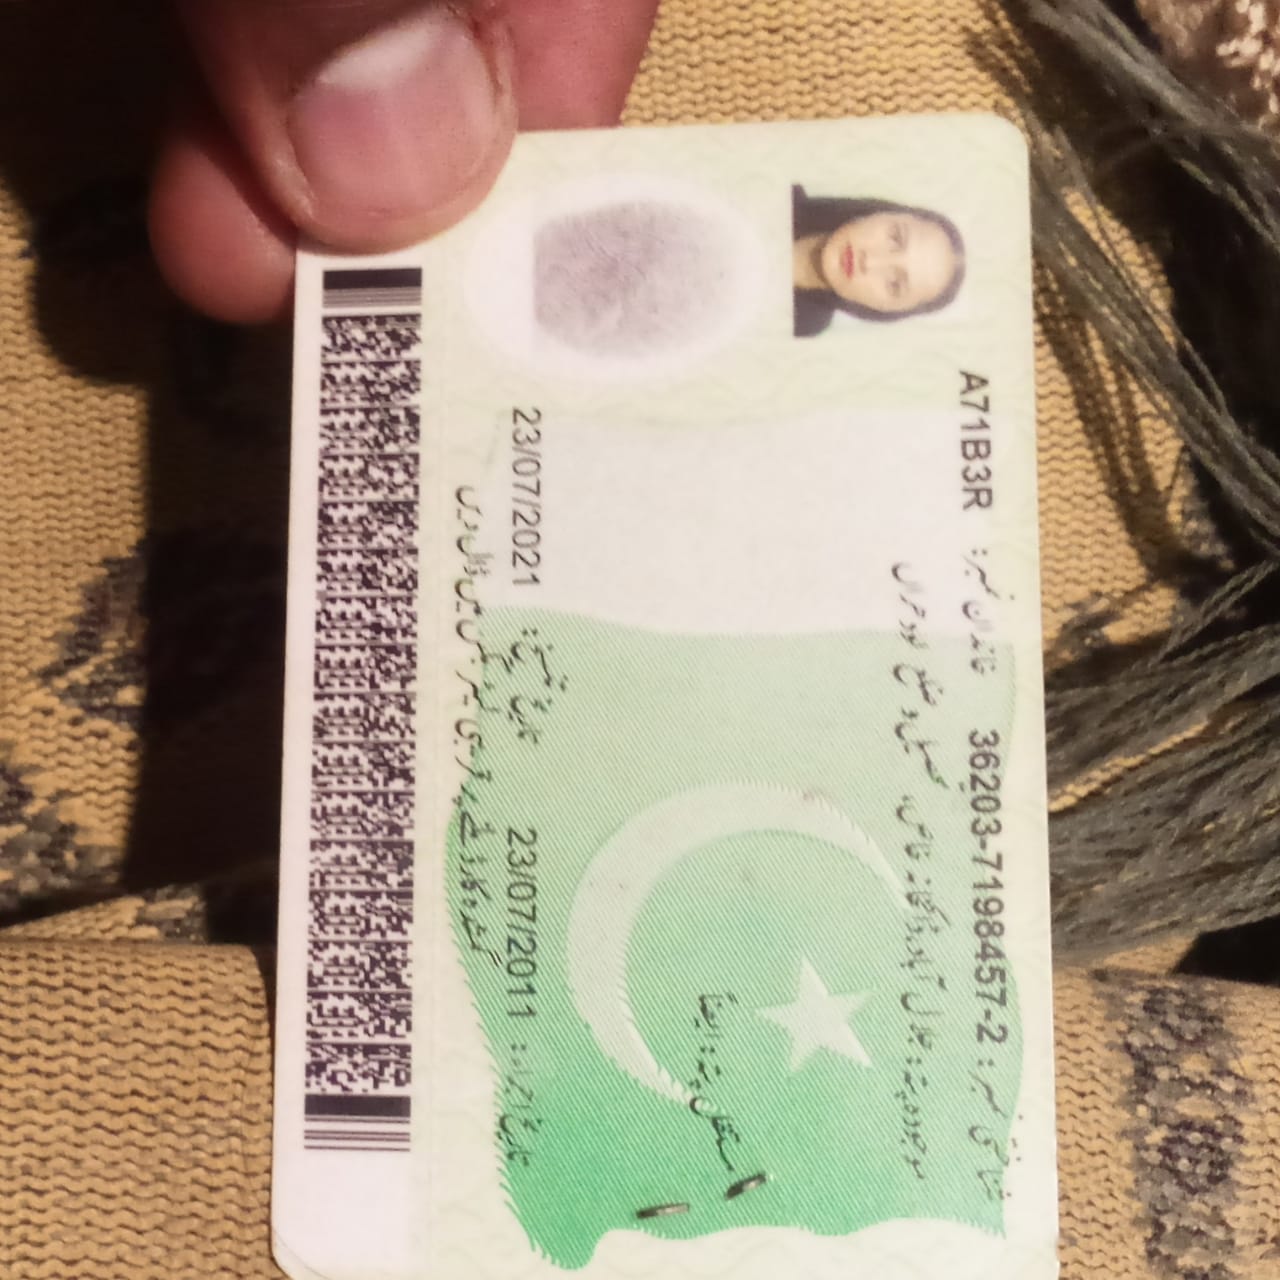 شناختی نمبر: 36203-7198457-2 خاندان نمبر: A71B3R
موجودہ پتہ: جلال آباد، ڈاکخانہ خاص، تحصیل و ضلع لودھراں
مستقل پتہ: ایضاً
تاریخ اجراء: 23/07/2011 تاریخ تنسیخ: 23/07/2021
گمشدہ کارڈ ملنے پر قریبی لیٹر بکس میں ڈال دیں